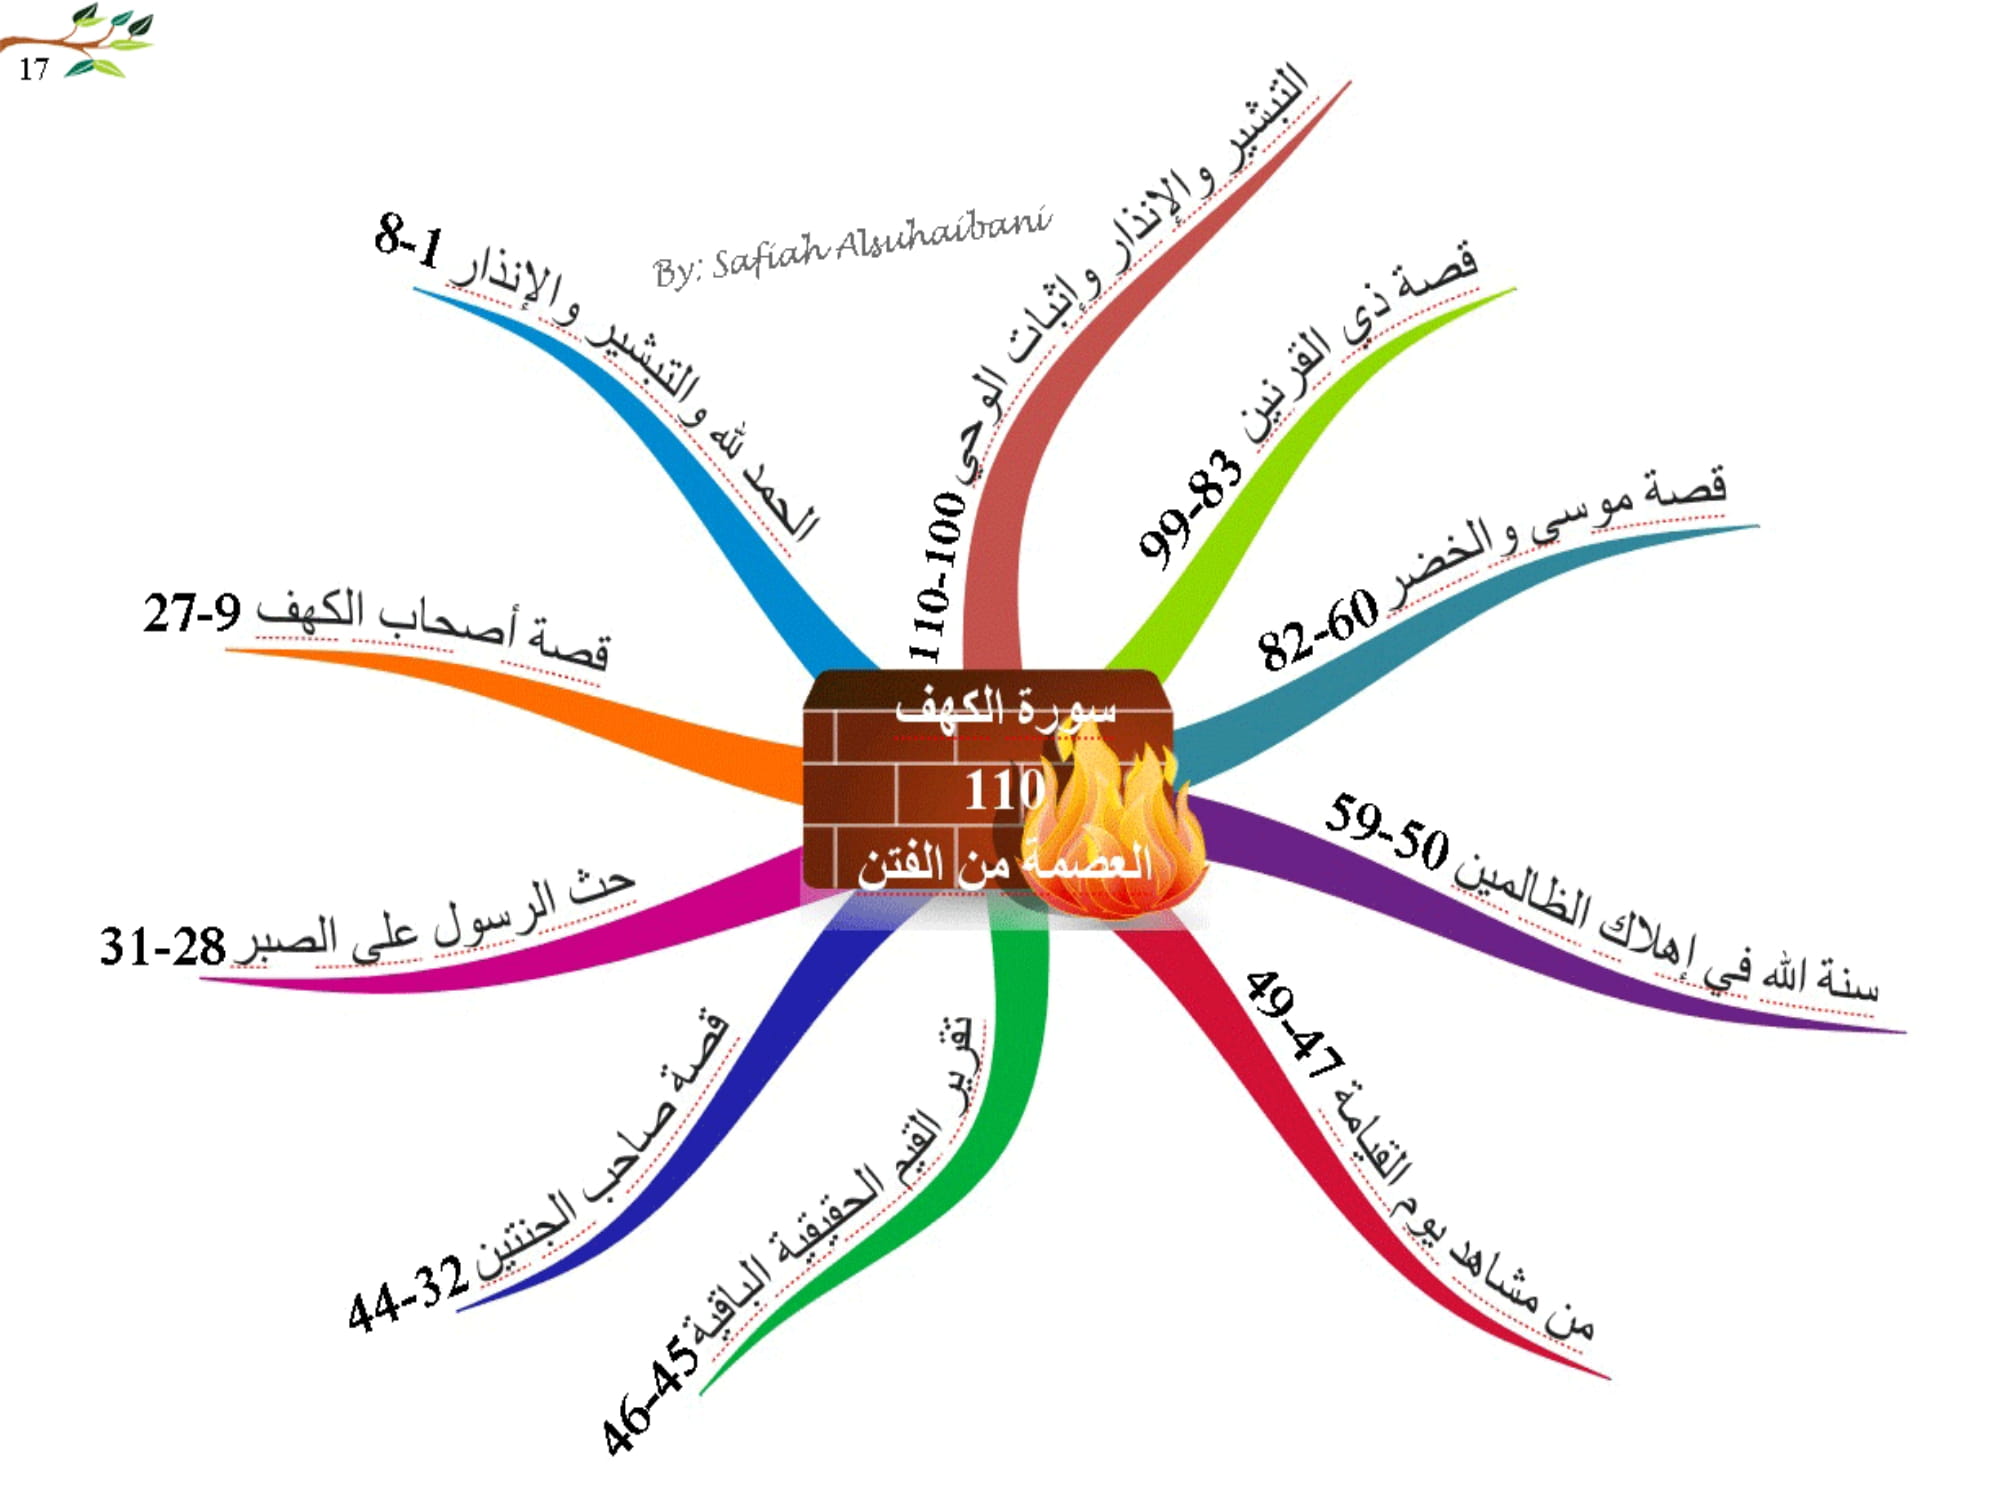 17
By: Safiah Alsuhaibani
سورة الكهف
110
العصمة من الفتن
الحمد لله والتبشير والإنذار 1-8
قصة أصحاب الكهف 9-27
حث الرسول على الصبر 28-31
قصة صاحب الجنتين 32-44
تقرير القيم الحقيقية الباقية 45-46
من مشاهد يوم القيامة 47-49
سنة الله في إهلاك الظالمين 50-59
قصة موسى والخضر 60-82
قصة ذي القرنين 83-99
التبشير والإنذار وإثبات الوحي 100-110